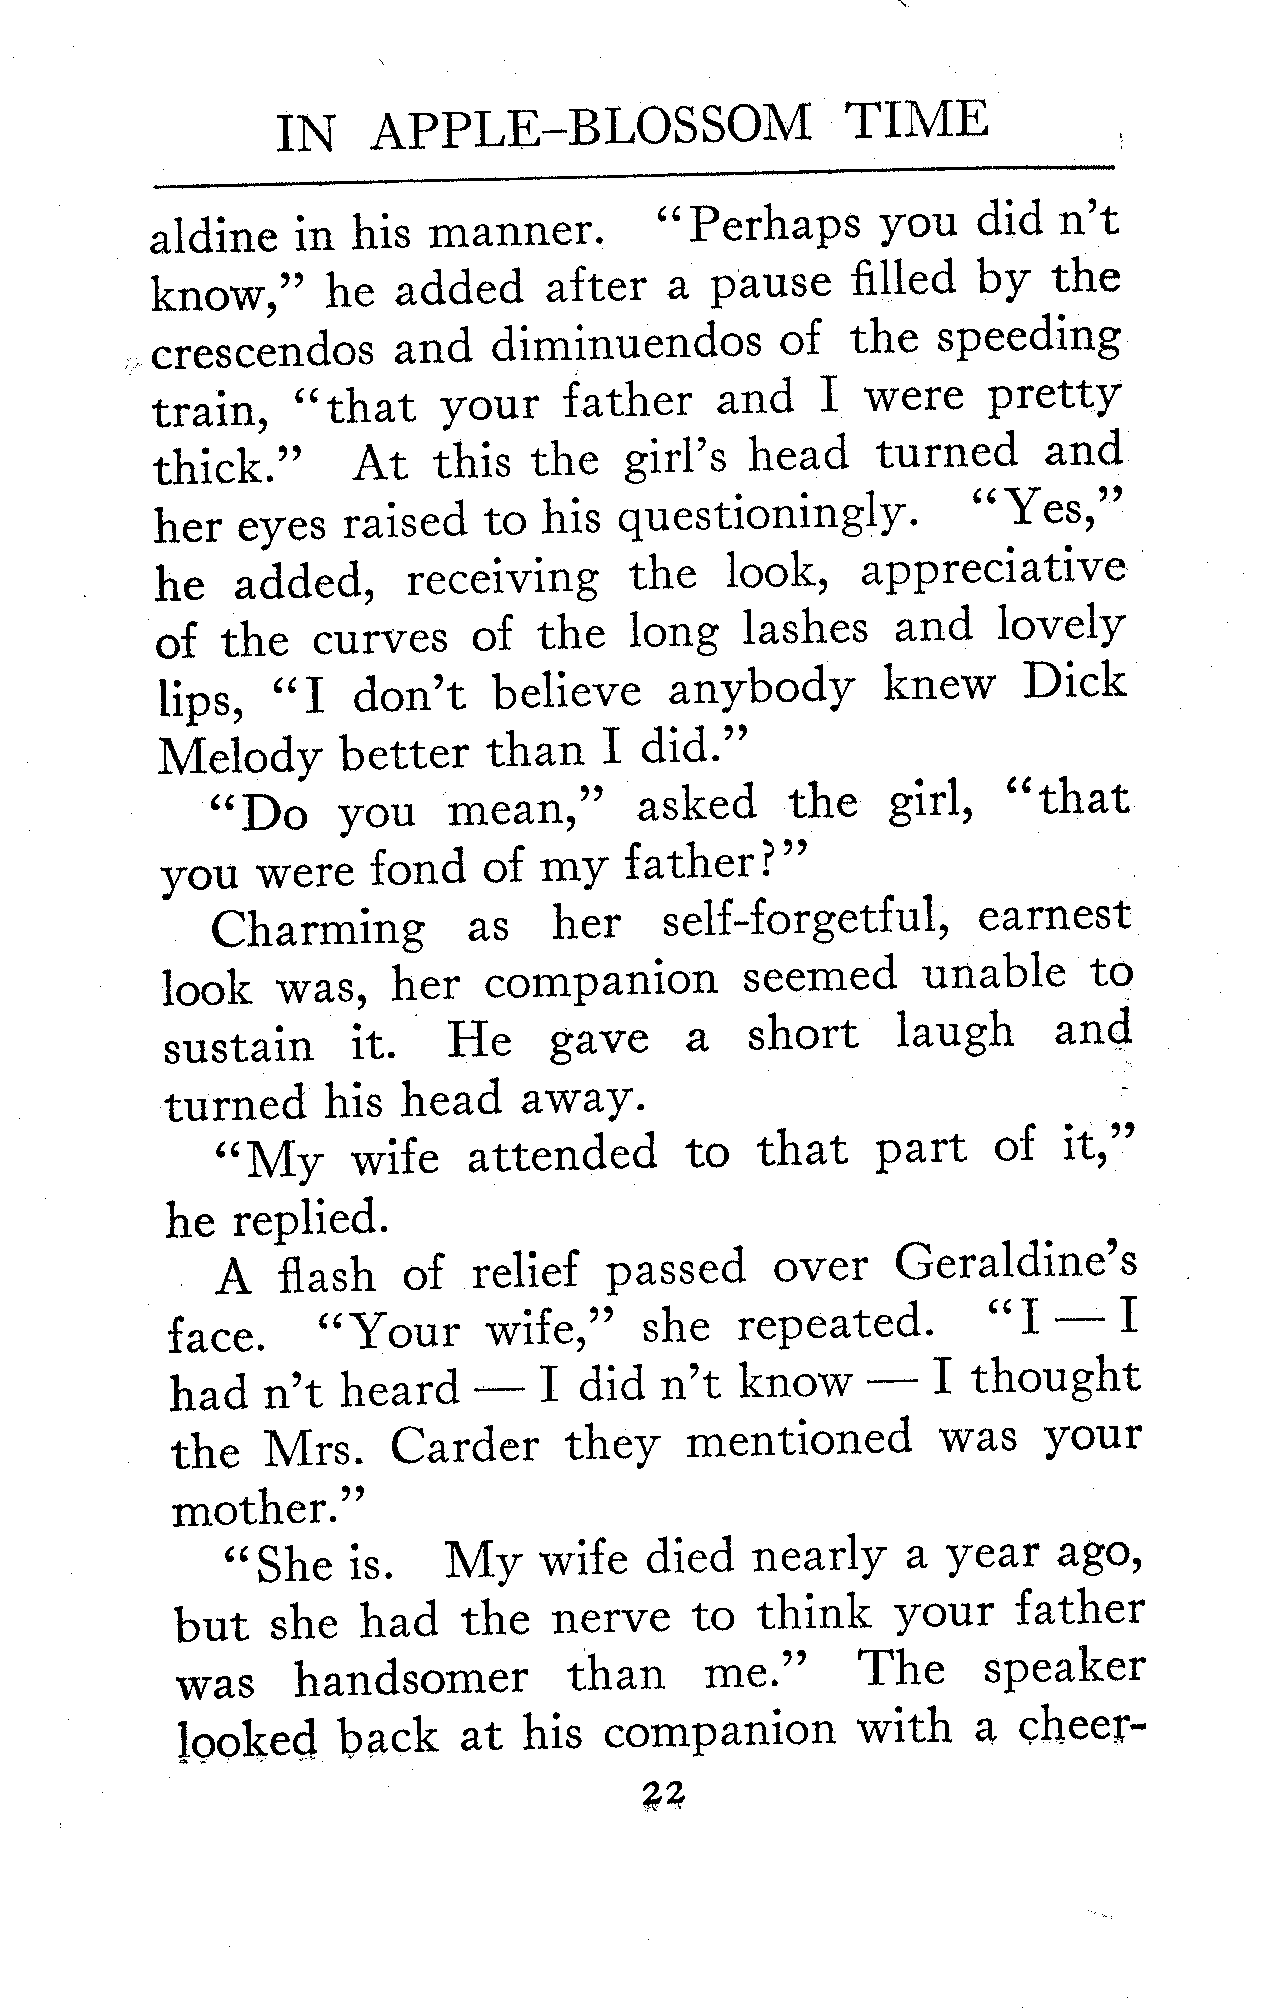 IN APPLE-BLOSSOM TIME
aldine in his manner. “Perhaps you did n’t
know,” he added after a pause filled by the
crescendos and diminuendos of the speeding
train, “that your father and I were pretty
thick.” At this the girl’s head turned and
her eyes raised to his questioningly. “Yes,”
he added, receiving the look, appreciative
of the curves of the long lashes and lovely
lips, “I don’t believe anybody knew Dick
Melody better than I did.”
“Do you mean,” asked the girl, “that
you were fond of my father?”
Charming as her self-forgetful, earnest
look was, her companion seemed unable to
sustain it. He gave a short laugh and
turned his head away.
“My wife attended to that part of it,”
he replied.
A flash of relief passed over Geraldine’s
face. “Your wife,” she repeated. “I — I
had n’t heard — I did n’t know — I thought
the Mrs. Carder they mentioned was your
mother.”
“She is. My wife died nearly a year ago,
but she had the nerve to think your father
was handsomer than me.” The speaker
looked back at his companion with a cheer-
22